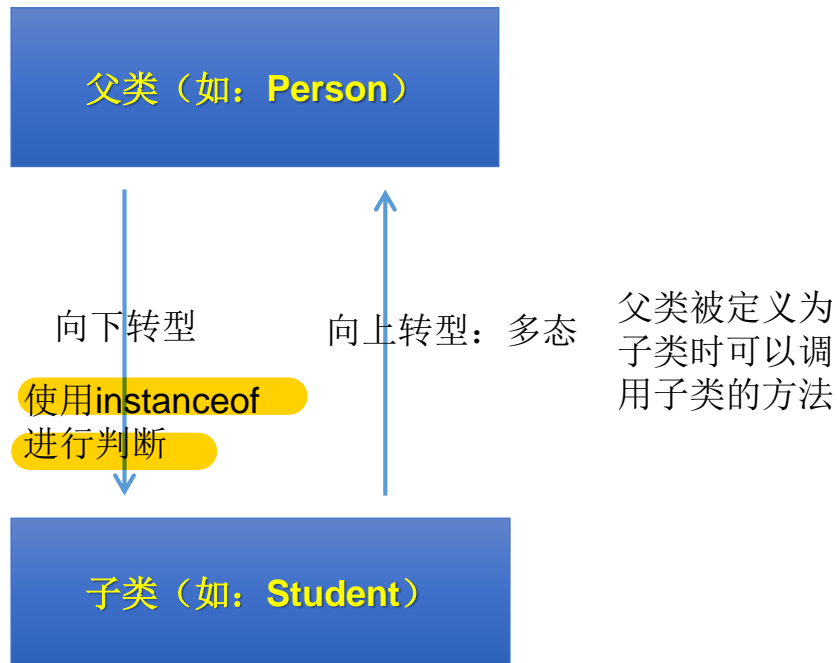 父类（如：Person）
向下转型
使用instanceof
进行判断
向上转型：多态
父类被定义为
子类时可以调
用子类的方法
子类（如：Student）